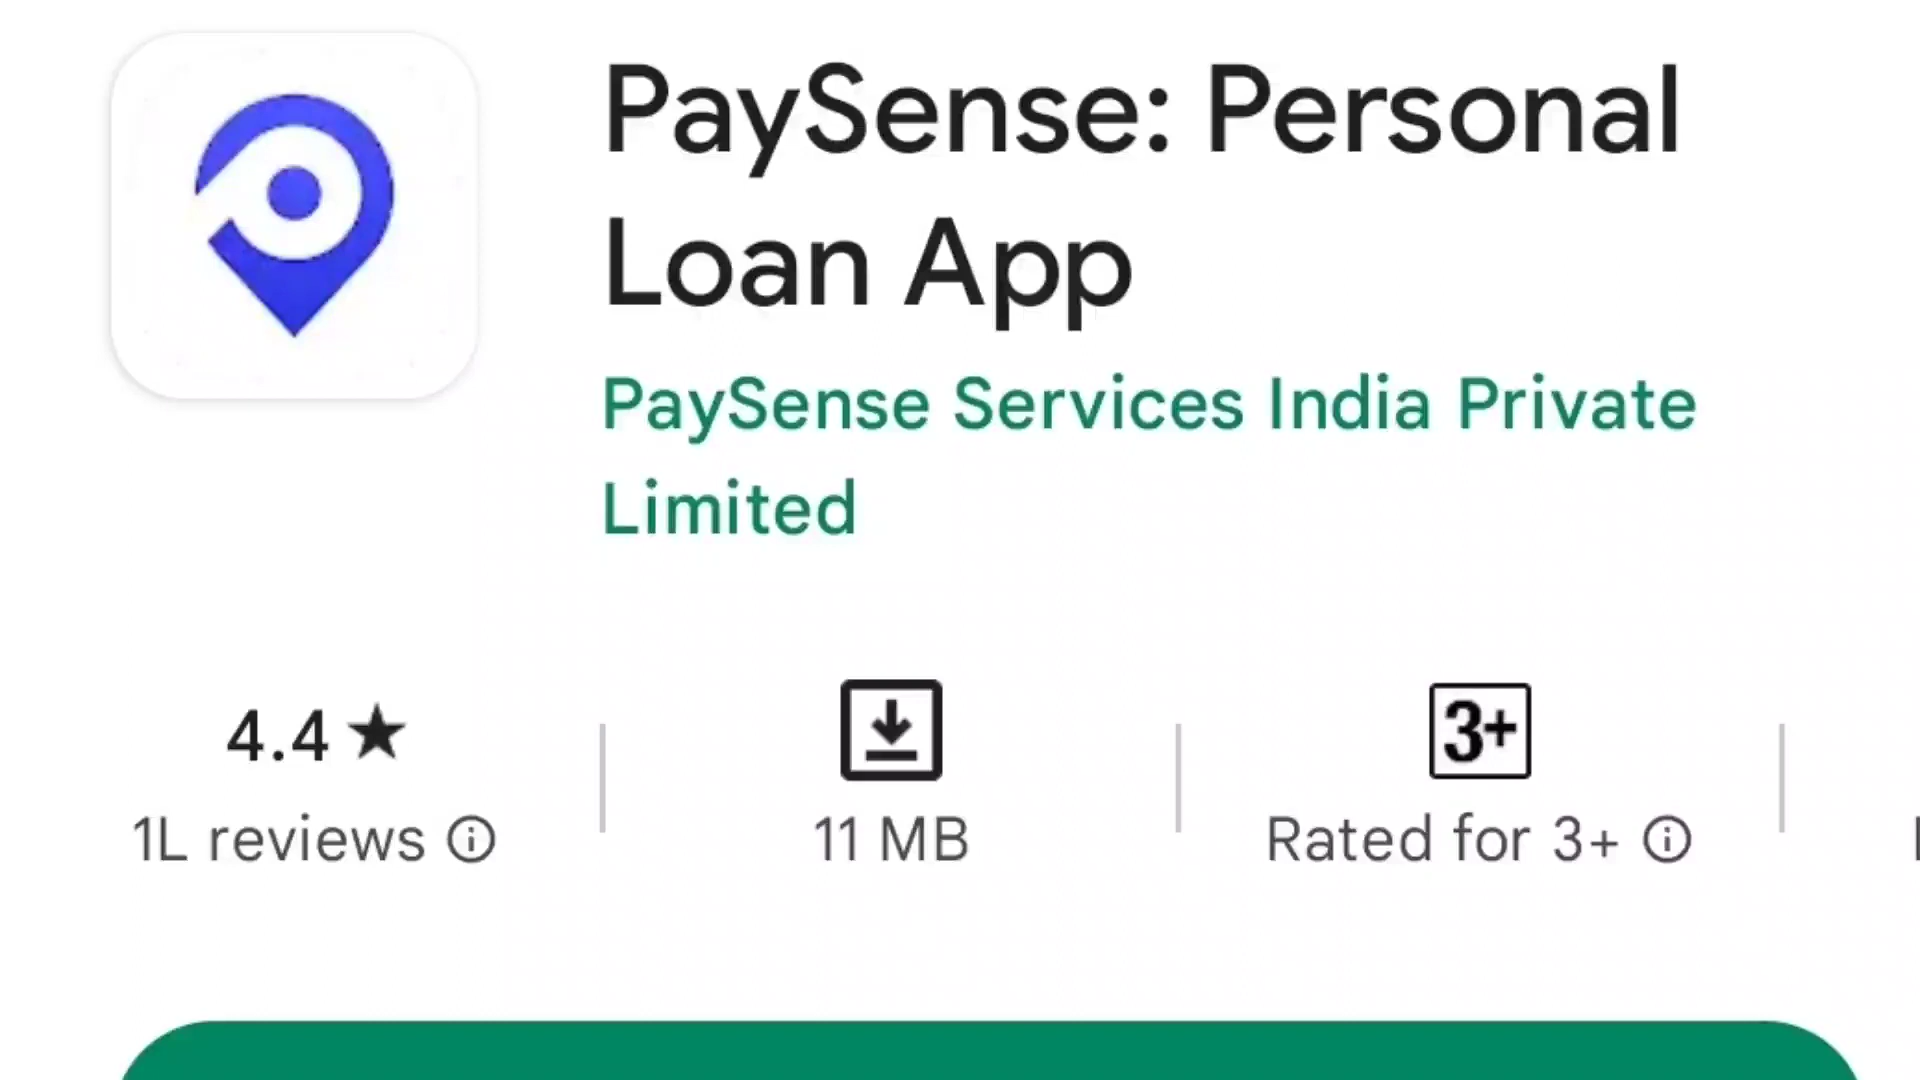 PaySense: Personal
Loan App
PaySense Services India Private
Limited
4.4 ★
1L reviews
11 MB
3+
Rated for 3+